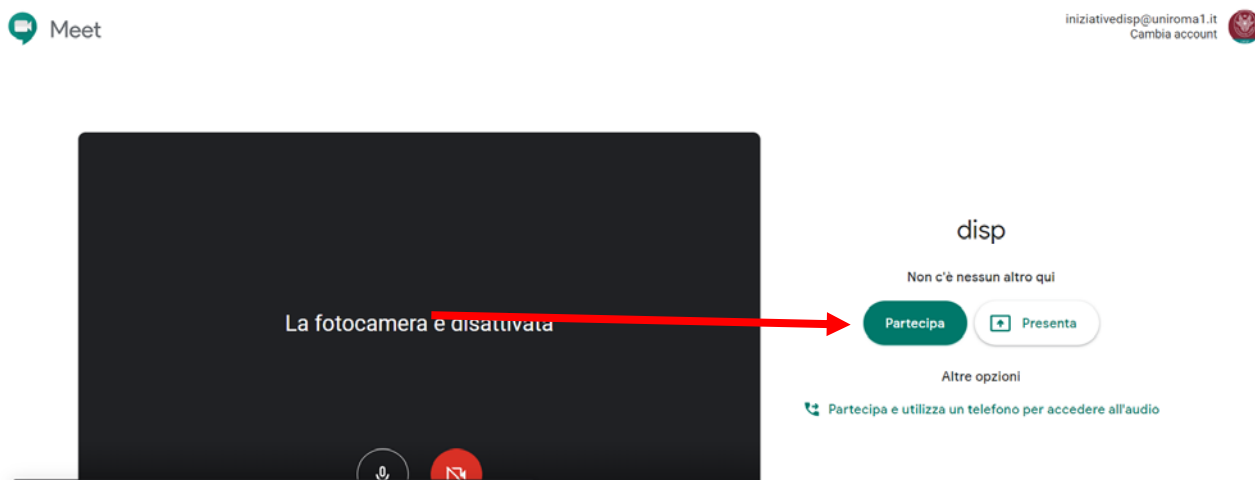 Meet
iniziativedisp@uniroma1.it
Cambia account
La fotocamera è disattivata
disp
Non c'è nessun altro qui
Partecipa
Presenta
Altre opzioni
Partecipa e utilizza un telefono per accedere all'audio